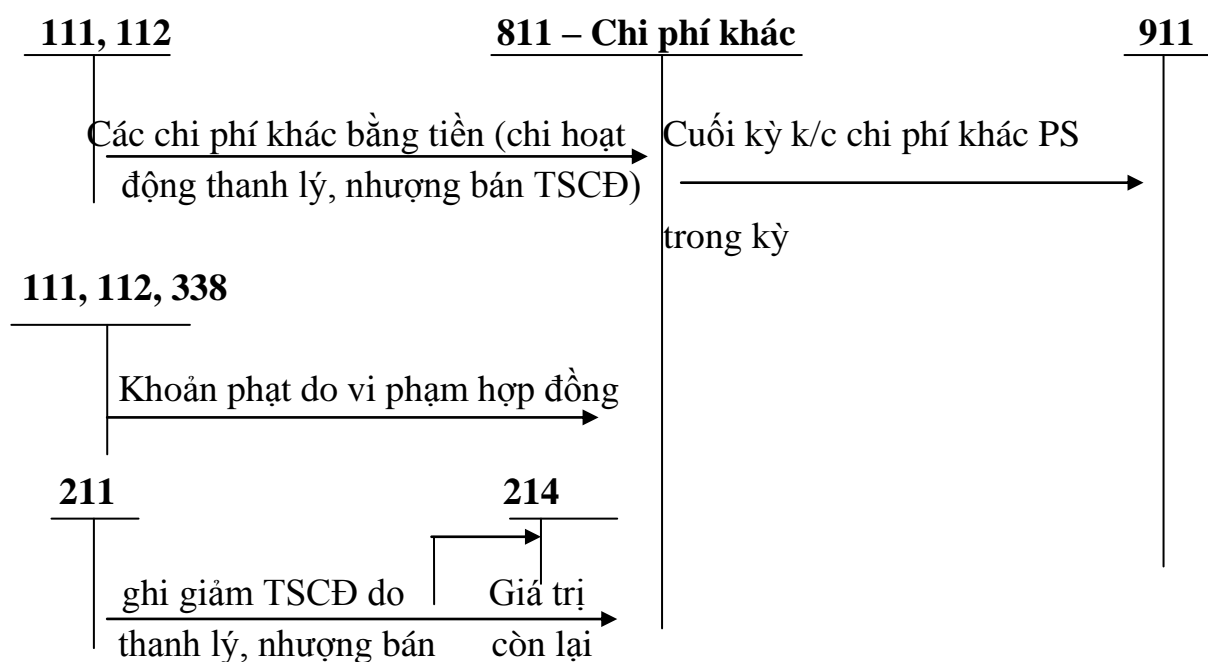 111, 112 811 – Chi phí khác 911
Các chi phí khác bằng tiền (chi hoạt
động thanh lý, nhượng bán TSCĐ)
Cuối kỳ k/c chi phí khác PS
trong kỳ
111, 112, 338
Khoản phạt do vi phạm hợp đồng
211 214
ghi giảm TSCĐ do
thanh lý, nhượng bán
Giá trị
còn lại